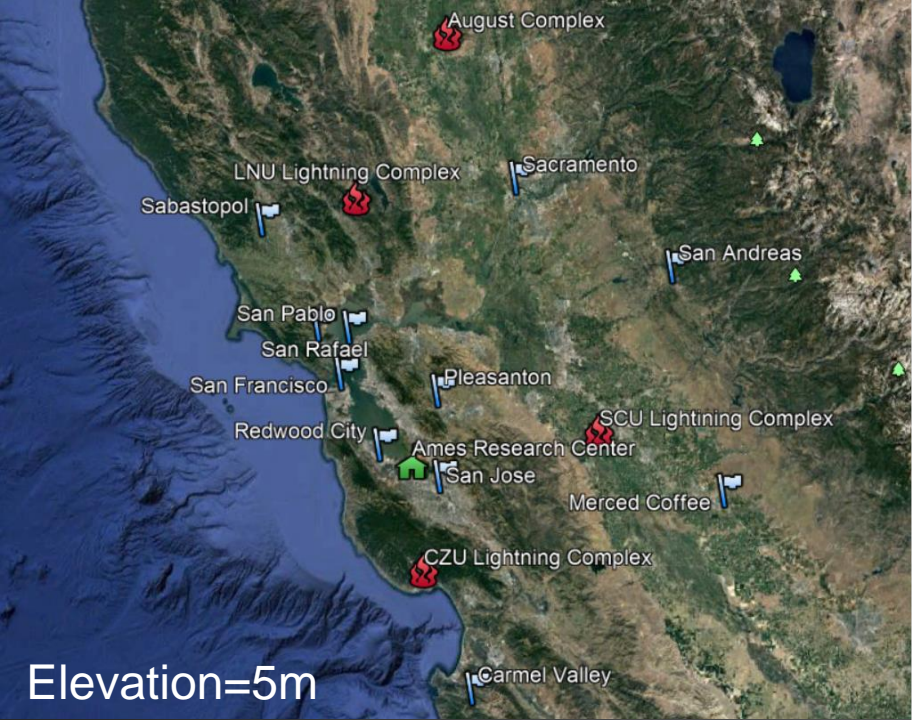 August Complex
Sacramento
LNU Lightning Complex
Sabastopol
San Andreas
San Pablo
San Rafael
Pleasanton
San Francisco
SCU Lightining Complex
Redwood City
Ames Research Center
San Jose
Merced Coffee
CZU Lightning Complex
Carmel Valley
Elevation=5m